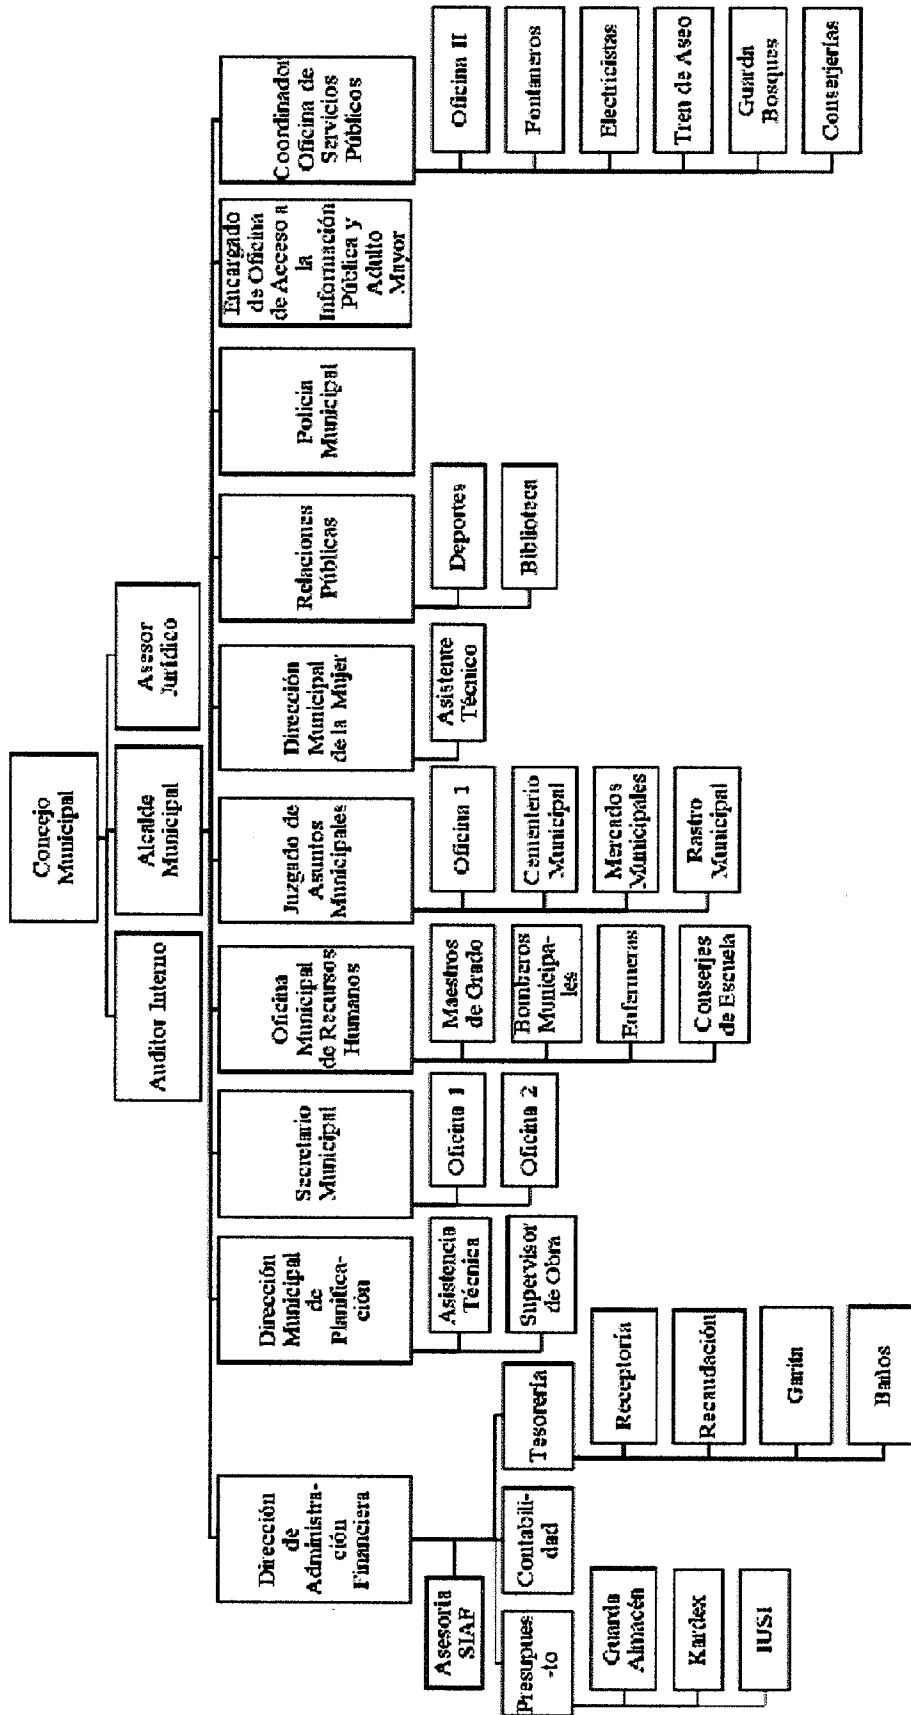 Concejo
Municipal
Auditor Interno
Alcalde
Municipal
Asesor
Jurídico
Dirección
de
Administra-
ción
Financiera
Dirección
Municipal
de
Planifica-
ción
Secretario
Municipal
Oficina
Municipal
de Recursos
Humanos
Juzgado de
Asuntos
Municipales
Dirección
Municipal
de la Mujer
Relaciones
Públicas
Policia
Municipal
Encargado
de Oficina
de Acceso a
la
Información
Pública y
Adulto
Mayor
Coordinador
Oficina de
Servicios
Públicos
Asesoria
SIAF
Presupues
-to
Contabili-
dad
Tesorería
Guarda
Almacén
Kardex
IUSI
Receptoría
Recaudación
Garita
Baños
Asistencia
Técnica
Supervisor
de Obra
Oficina 1
Oficina 2
Maestros
de Grado
Bomberos
Municipa-
les
Enfermeras
Conserjes
de Escuela
Oficina 1
Cementerio
Municipal
Mercados
Municipales
Rastro
Municipal
Asistente
Técnico
Deportes
Biblioteca
Oficina II
Fontaneros
Electricistas
Tren de Aseo
Guarda
Bosques
Conserjerías